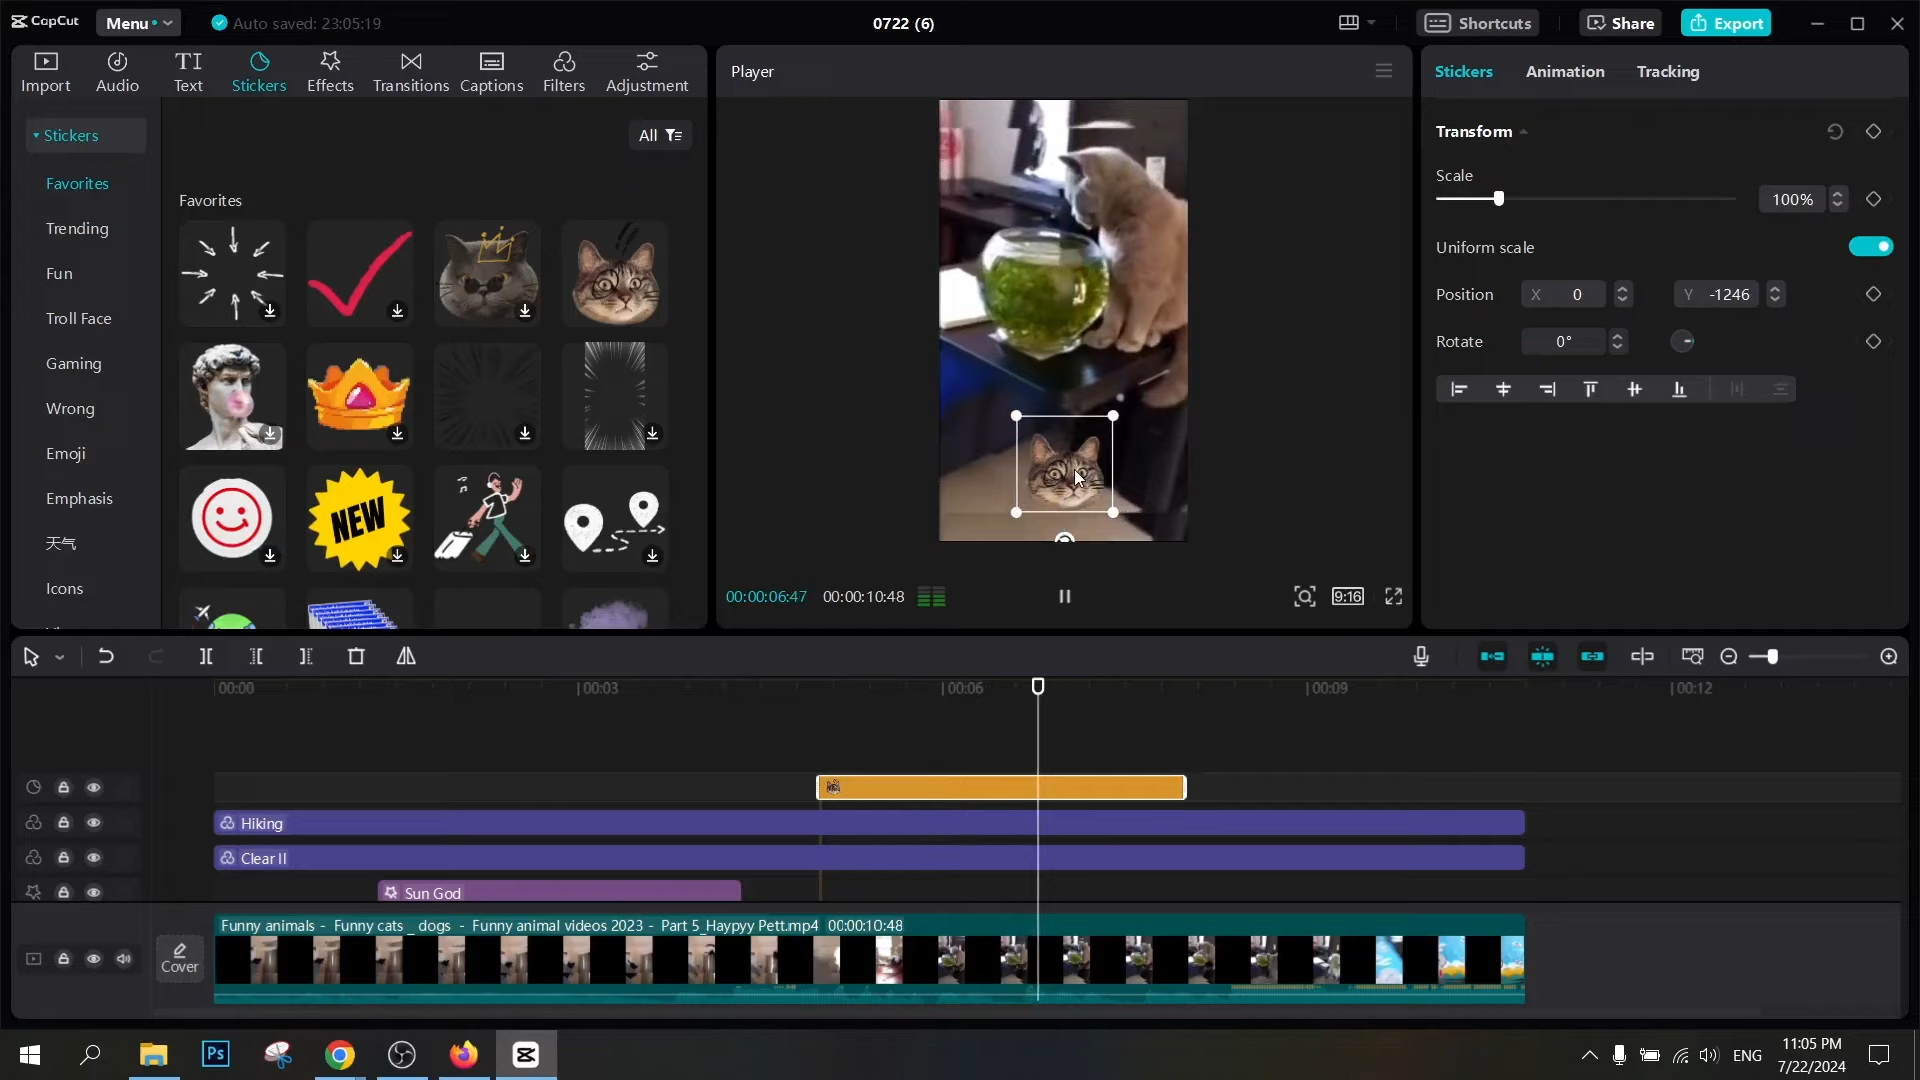 CapCut
Menu
Auto saved: 23:05:19
0722 (6)
Shortcuts
Share
Export
Import
Audio
TI
Text
Stickers
Effects
Transitions
Captions
Filters
Adjustment
Stickers
Favorites
Trending
Fun
Troll Face
Gaming
Wrong
Emoji
Emphasis
天气
Icons
All
Favorites
NEW
Player
00:00:06:47
00:00:10:48
9:16
Stickers
Animation
Tracking
Transform
Scale
100%
Uniform scale
Position
X 0
Y -1246
Rotate
0°
00:00
00:03
00:06
00:09
00:12
Hiking
Clear II
Sun God
Cover
Funny animals - Funny cats _ dogs - Funny animal videos 2023 - Part 5_Haypyy Pett.mp4 00:00:10:48
Ps
ENG
11:05 PM
7/22/2024